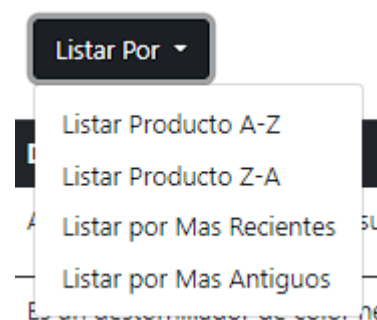 Listar Por
Listar Producto A-Z
Listar Producto Z-A
Listar por Mas Recientes
Listar por Mas Antiguos